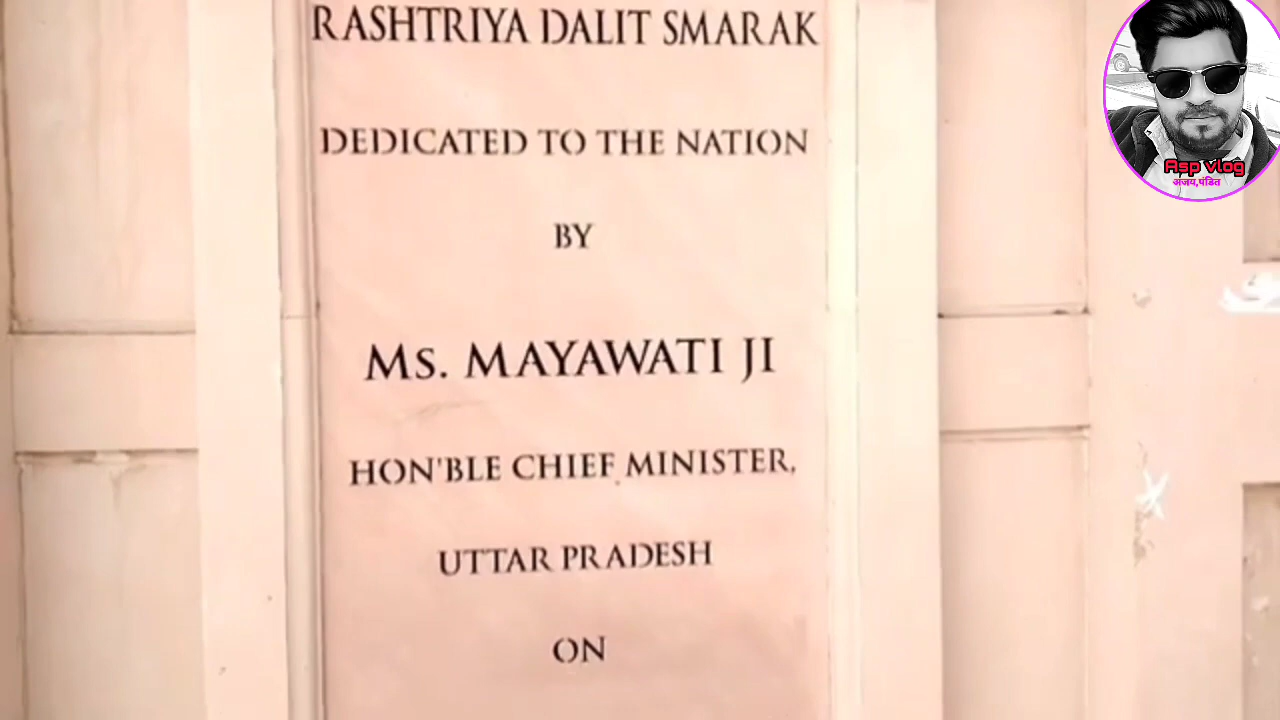 RASHTRIYA DALIT SMARAK
DEDICATED TO THE NATION
BY
Ms. MAYAWATI JI
HON'BLE CHIEF MINISTER,
UTTAR PRADESH
ON
Asp vlog
अजय,पंडित